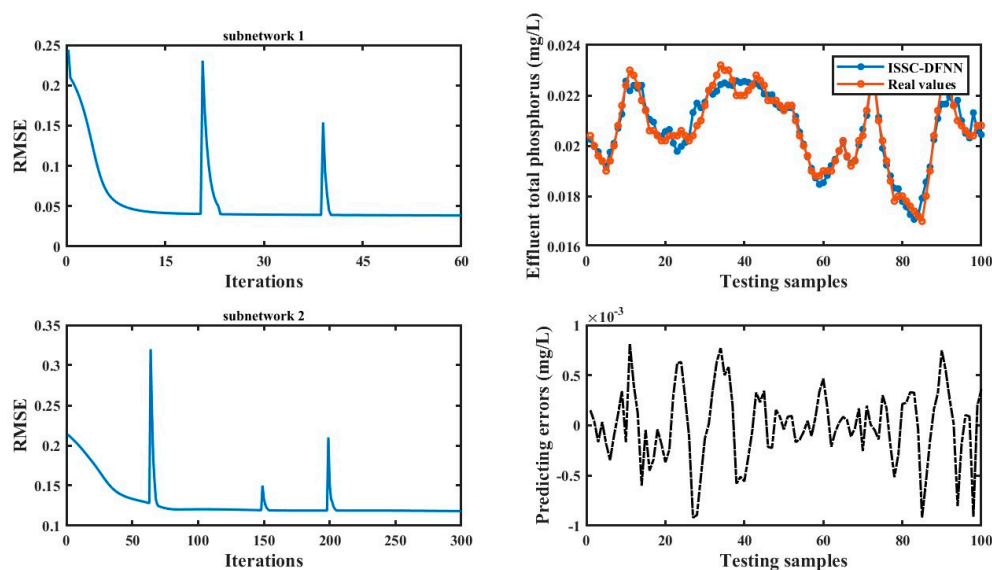 subnetwork 1
0.25
0.2
0.15
0.1
0.05
0
RMSE
0 15 30 45 60
Iterations
0.024
0.022
0.02
0.018
0.016
Effluent total phosphorus (mg/L)
ISSC-DFNN
Real values
0 20 40 60 80 100
Testing samples
subnetwork 2
0.35
0.3
0.25
0.2
0.15
0.1
RMSE
0 50 100 150 200 250 300
Iterations
×10⁻³
1
0.5
0
-0.5
-1
Predicting errors (mg/L)
0 20 40 60 80 100
Testing samples